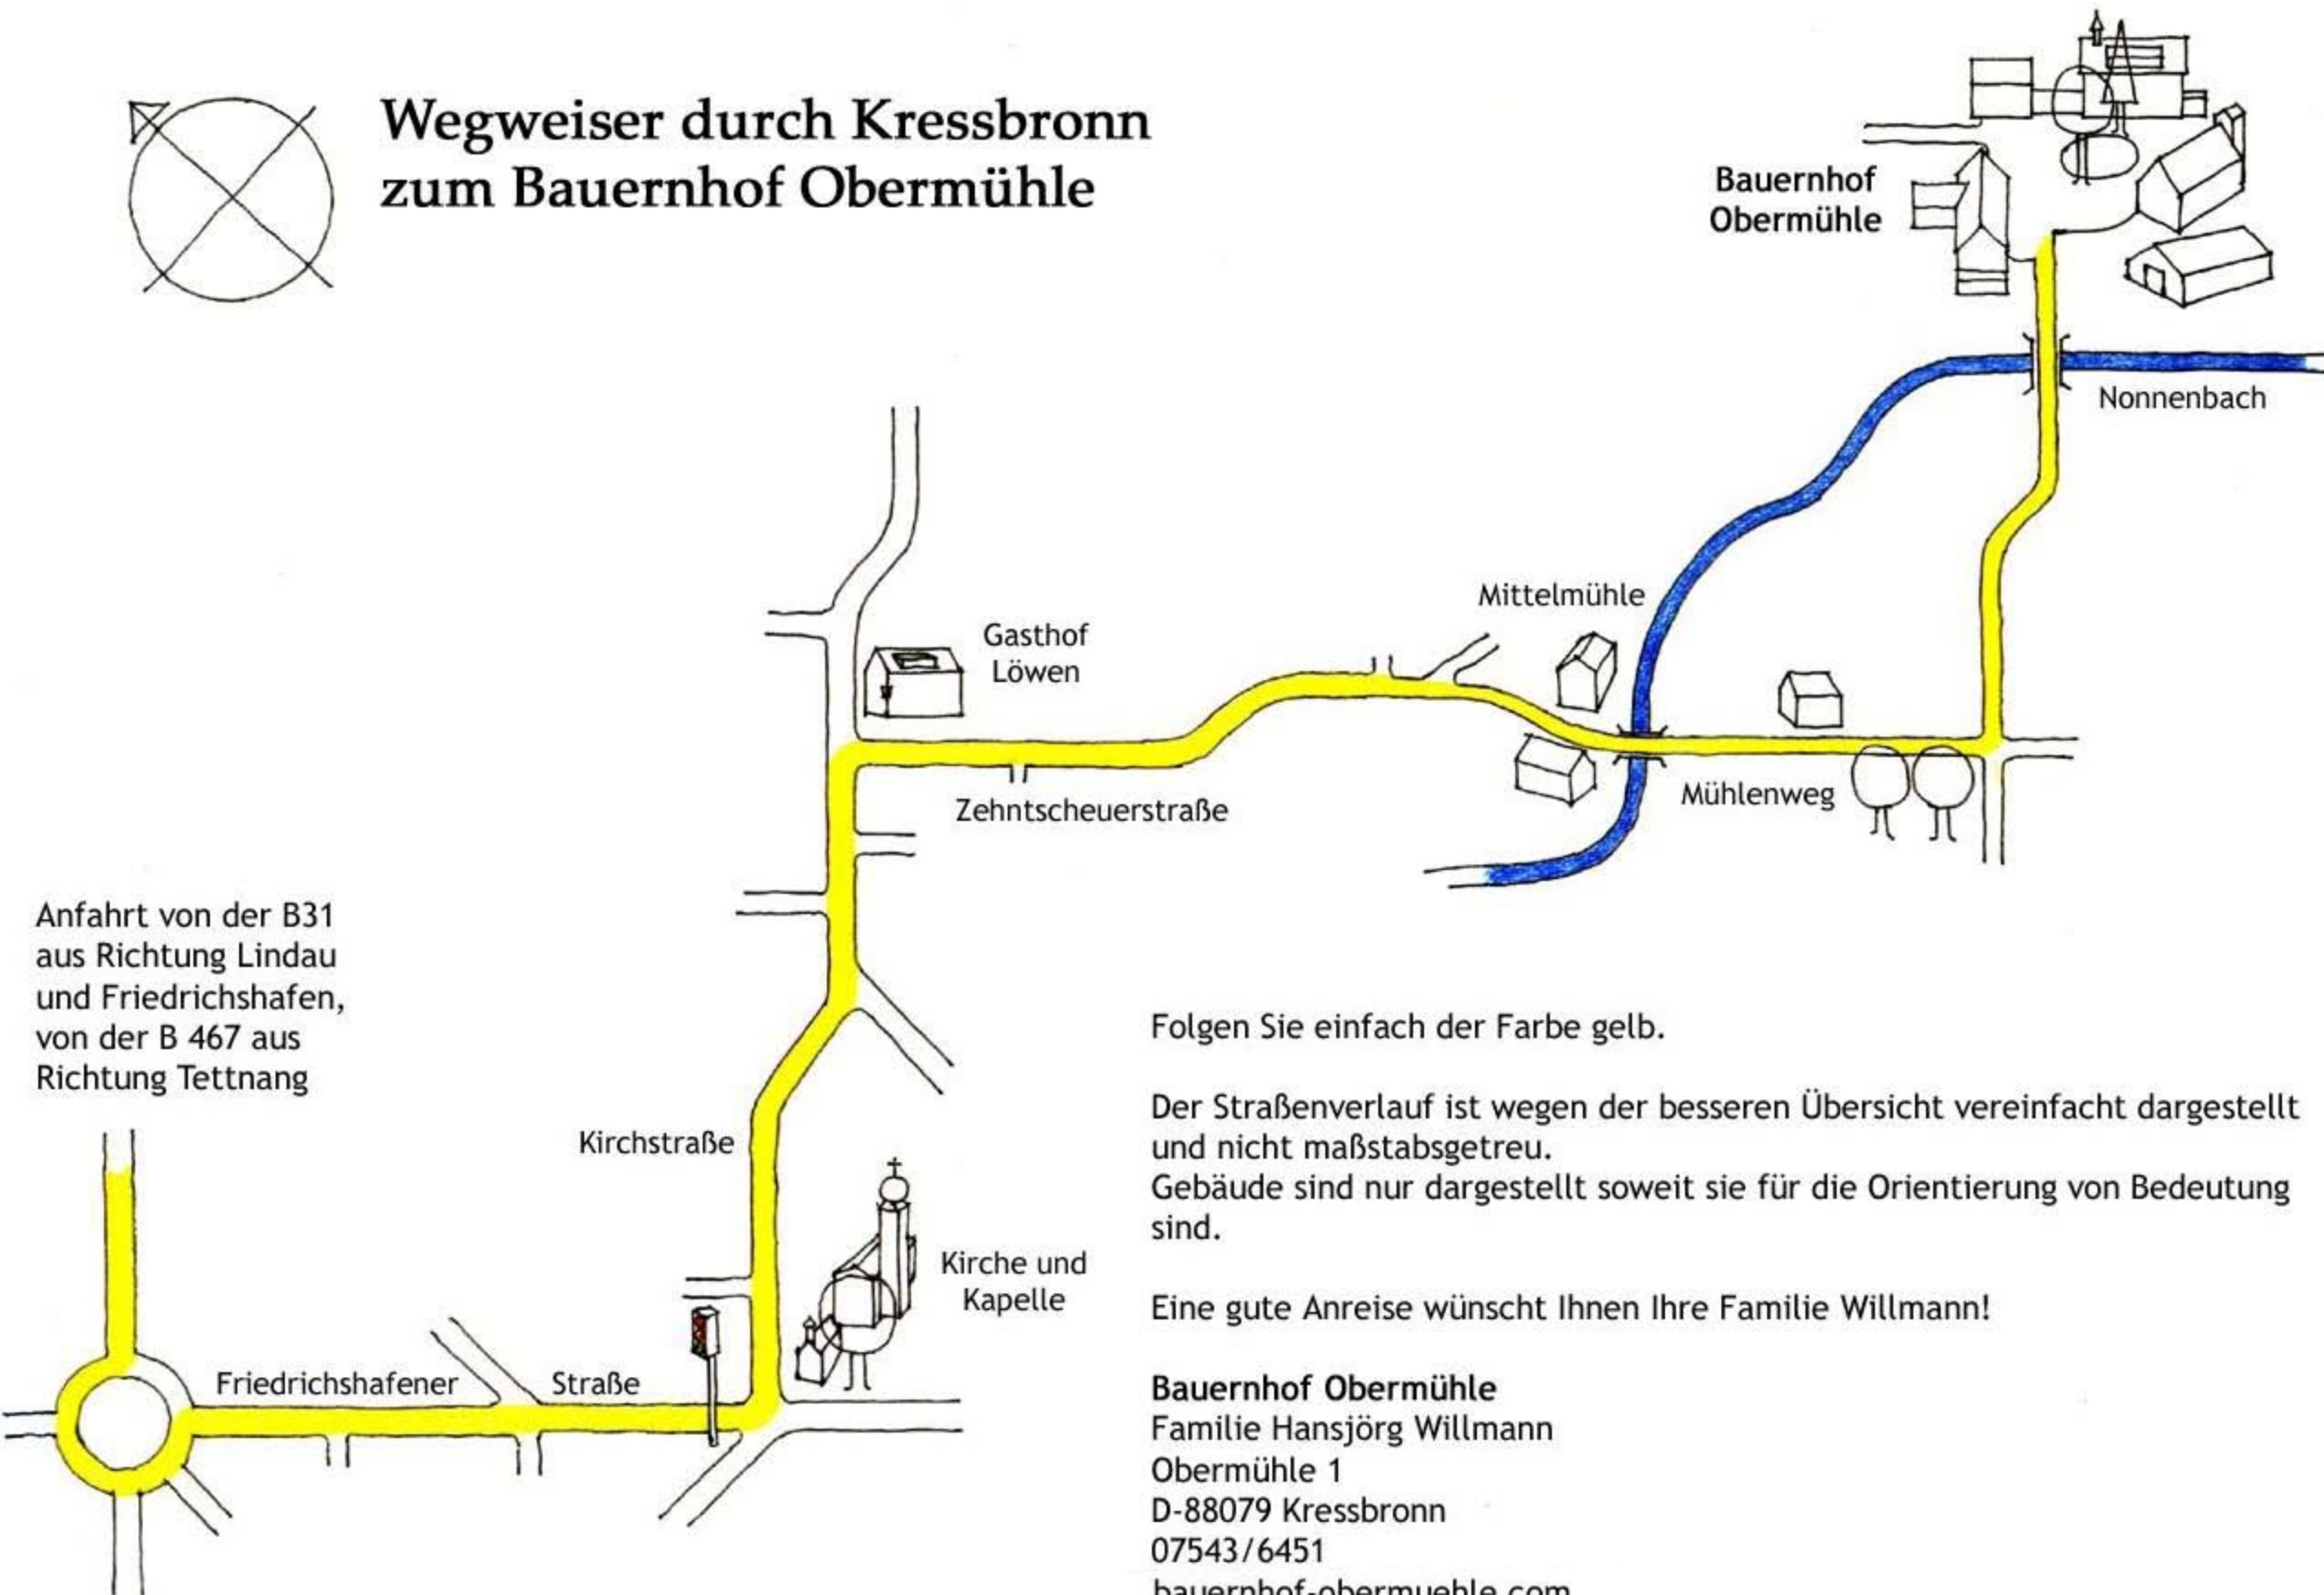 Wegweiser durch Kressbronn
zum Bauernhof Obermühle
Bauernhof
Obermühle
Nonnenbach
Mittelmühle
Gasthof
Löwen
Mühlenweg
Zehntscheuerstraße
Anfahrt von der B31
aus Richtung Lindau
und Friedrichshafen,
von der B 467 aus
Richtung Tettnang
Kirchstraße
Kirche und
Kapelle
Friedrichshafener Straße
Folgen Sie einfach der Farbe gelb.
Der Straßenverlauf ist wegen der besseren Übersicht vereinfacht dargestellt
und nicht maßstabsgetreu.
Gebäude sind nur dargestellt soweit sie für die Orientierung von Bedeutung
sind.
Eine gute Anreise wünscht Ihnen Ihre Familie Willmann!
Bauernhof Obermühle
Familie Hansjörg Willmann
Obermühle 1
D-88079 Kressbronn
07543/6451
bauernhof-obermuehle.com